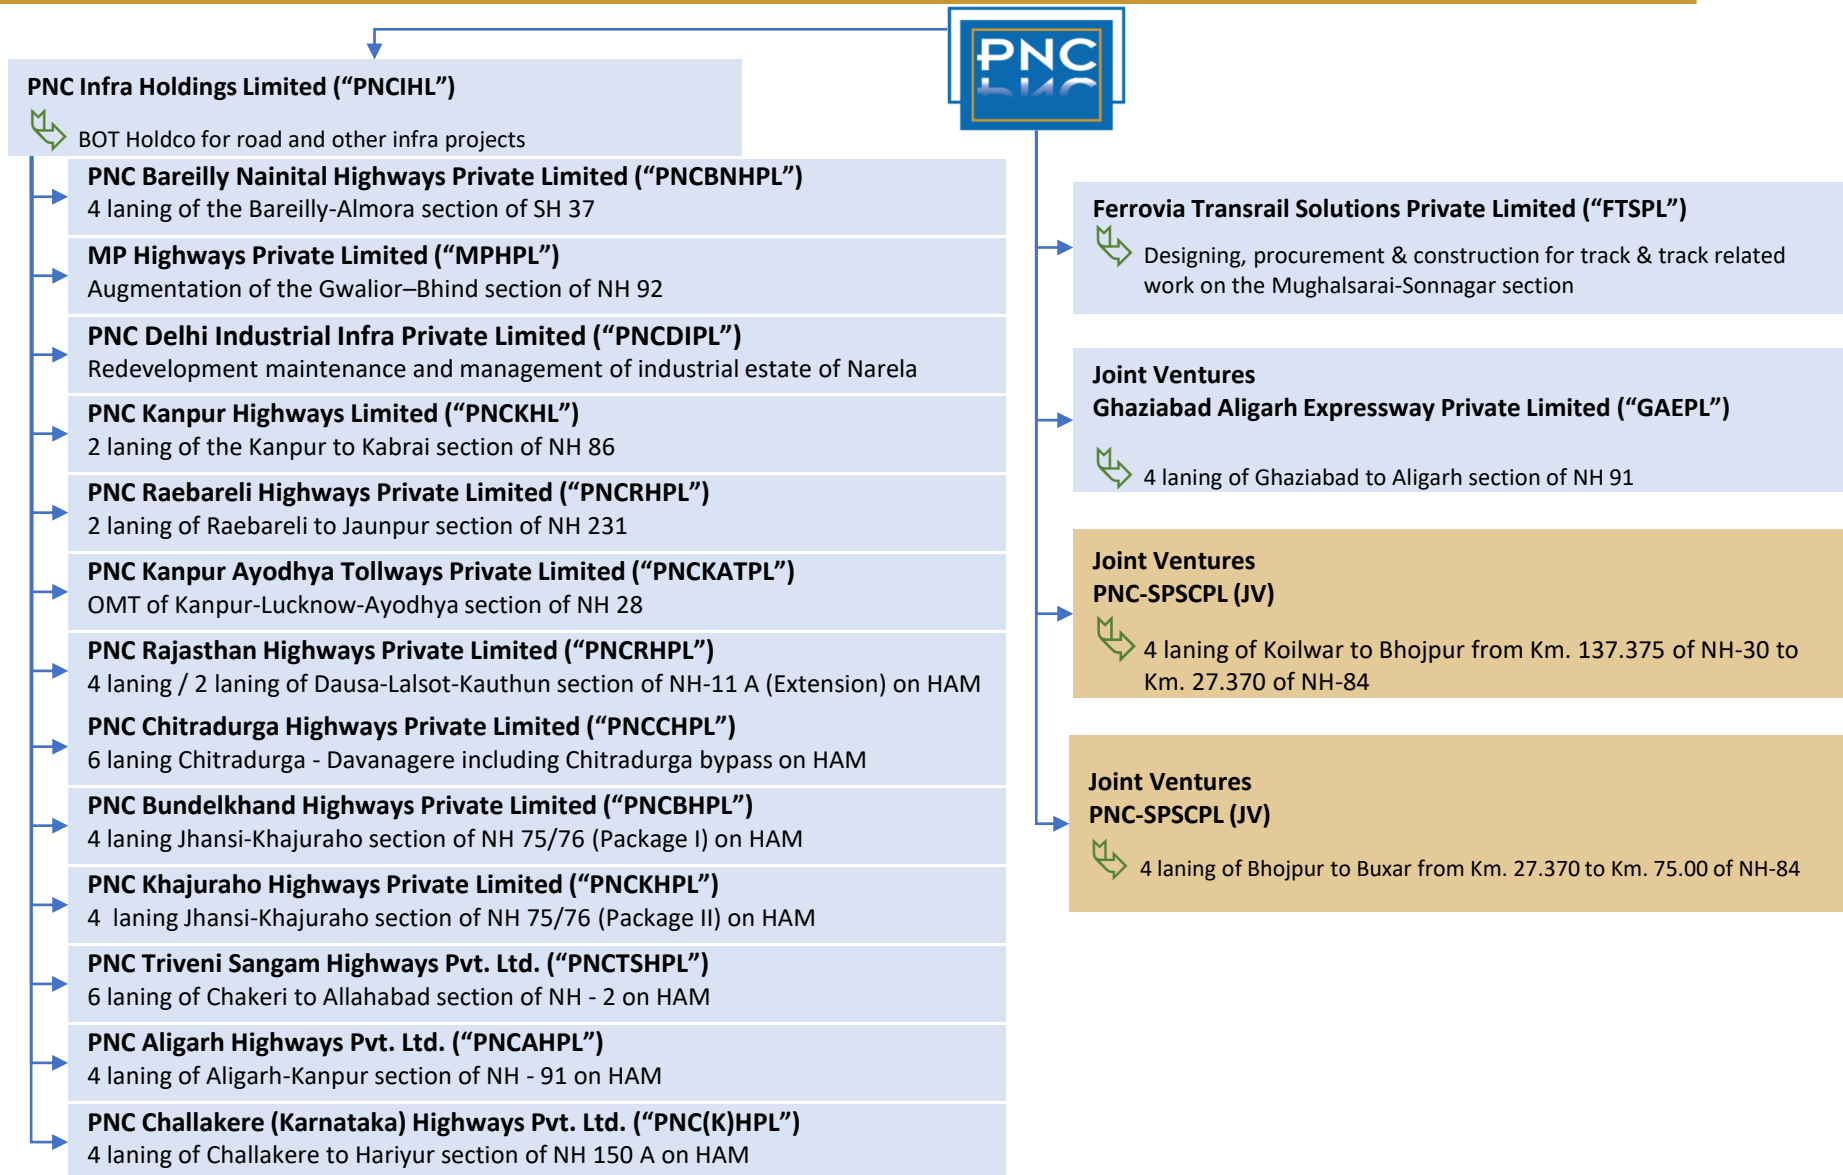 PNC
PNC Infra Holdings Limited (“PNCIHL”)
BOT Holdco for road and other infra projects
PNC Bareilly Nainital Highways Private Limited (“PNCBNHPL”)
4 laning of the Bareilly-Almora section of SH 37
MP Highways Private Limited (“MPHPL”)
Augmentation of the Gwalior–Bhind section of NH 92
PNC Delhi Industrial Infra Private Limited (“PNCDIPL”)
Redevelopment maintenance and management of industrial estate of Narela
PNC Kanpur Highways Limited (“PNCKHL”)
2 laning of the Kanpur to Kabrai section of NH 86
PNC Raebareli Highways Private Limited (“PNCRHPL”)
2 laning of Raebareli to Jaunpur section of NH 231
PNC Kanpur Ayodhya Tollways Private Limited (“PNCKATPL”)
OMT of Kanpur-Lucknow-Ayodhya section of NH 28
PNC Rajasthan Highways Private Limited (“PNCRHPL”)
4 laning / 2 laning of Dausa-Lalsot-Kauthun section of NH-11 A (Extension) on HAM
PNC Chitradurga Highways Private Limited (“PNCCHPL”)
6 laning Chitradurga - Davanagere including Chitradurga bypass on HAM
PNC Bundelkhand Highways Private Limited (“PNCBHPL”)
4 laning Jhansi-Khajuraho section of NH 75/76 (Package I) on HAM
PNC Khajuraho Highways Private Limited (“PNCKHPL”)
4 laning Jhansi-Khajuraho section of NH 75/76 (Package II) on HAM
PNC Triveni Sangam Highways Pvt. Ltd. (“PNCTSHPL”)
6 laning of Chakeri to Allahabad section of NH - 2 on HAM
PNC Aligarh Highways Pvt. Ltd. (“PNCAHPL”)
4 laning of Aligarh-Kanpur section of NH - 91 on HAM
PNC Challakere (Karnataka) Highways Pvt. Ltd. (“PNC(K)HPL”)
4 laning of Challakere to Hariyur section of NH 150 A on HAM
Ferrovia Transrail Solutions Private Limited (“FTSPL”)
Designing, procurement & construction for track & track related
work on the Mughalsarai-Sonnagar section
Joint Ventures
Ghaziabad Aligarh Expressway Private Limited (“GAEPL”)
4 laning of Ghaziabad to Aligarh section of NH 91
Joint Ventures
PNC-SPSCPL (JV)
4 laning of Koilwar to Bhojpur from Km. 137.375 of NH-30 to
Km. 27.370 of NH-84
Joint Ventures
PNC-SPSCPL (JV)
4 laning of Bhojpur to Buxar from Km. 27.370 to Km. 75.00 of NH-84